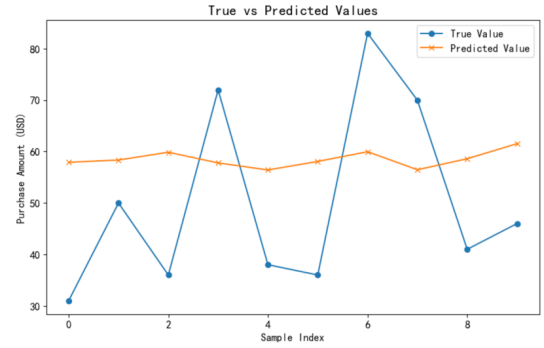 True vs Predicted Values
True Value
Predicted Value
Purchase Amount (USD)
80
70
60
50
40
30
0
2
4
6
8
Sample Index